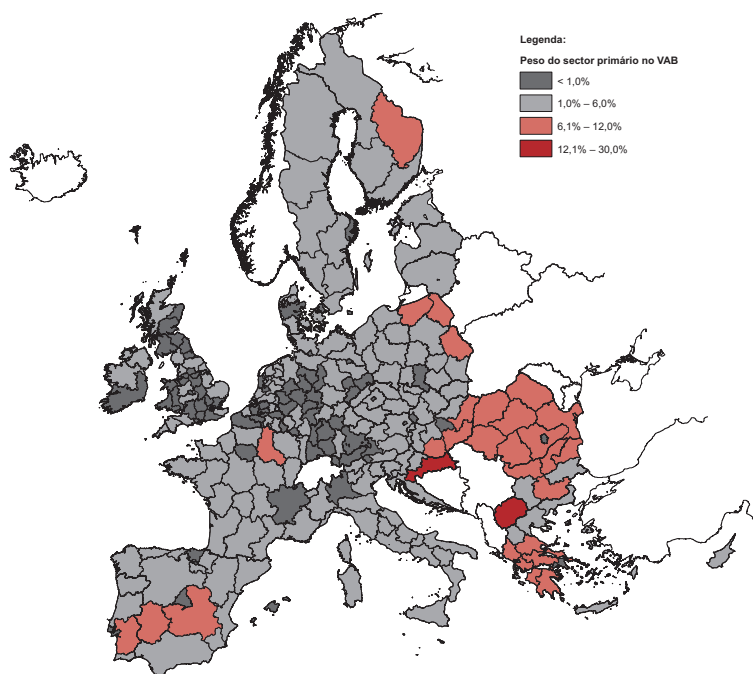 Legenda:
Peso do sector primário no VAB
< 1,0%
1,0% – 6,0%
6,1% – 12,0%
12,1% – 30,0%